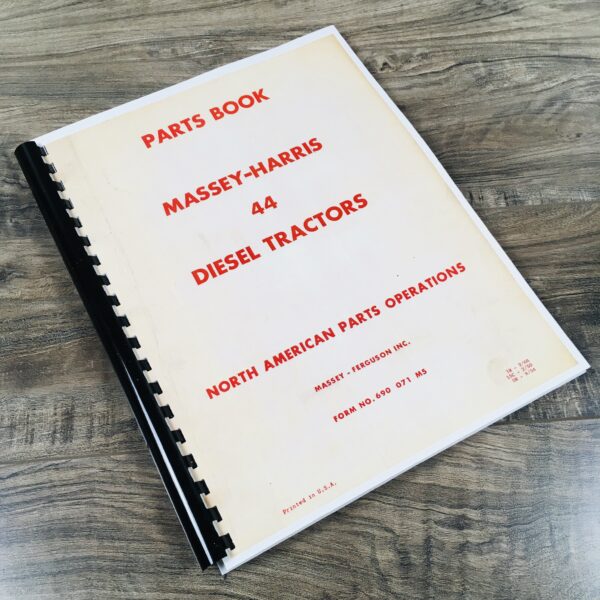 PARTS BOOK
MASSEY-HARRIS
44
DIESEL TRACTORS
NORTH AMERICAN PARTS OPERATIONS
MASSEY - FERGUSON INC.
FORM NO. 690 071 M5
Printed in U.S.A.